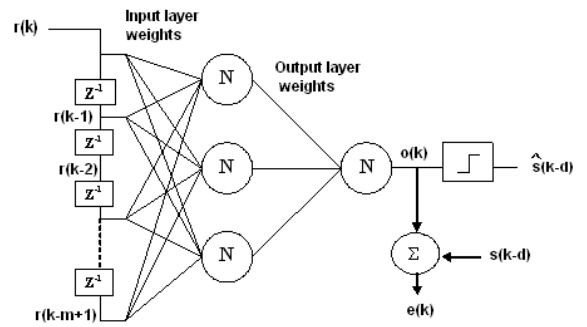 r(k)
Input layer
weights
N
Output layer
weights
Z-1
r(k-1)
Z-1
r(k-2)
Z-1
N
N
o(k)
ŝ(k-d)
N
Σ
s(k-d)
Z-1
r(k-m+1)
e(k)